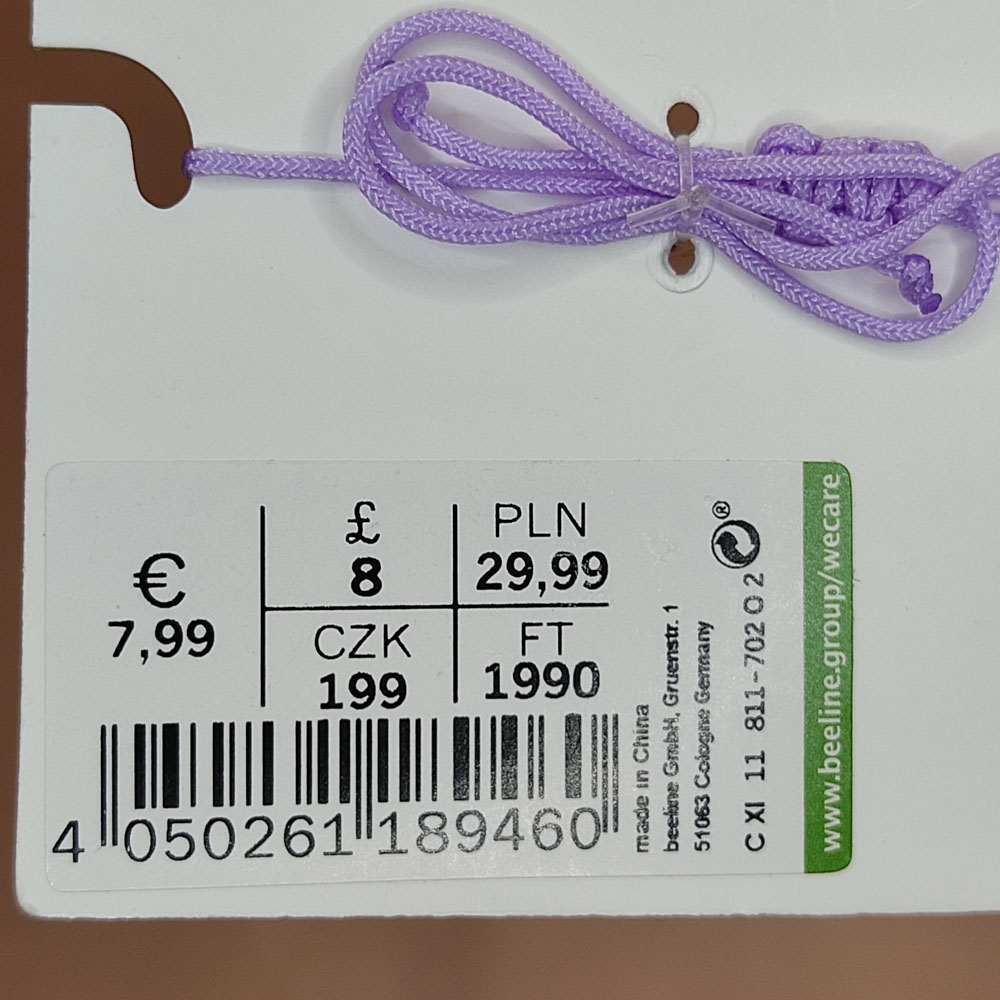 €
7,99
£
8
PLN
29,99
CZK
199
FT
1990
4 050261 189460
made in China
beeline GmbH, Gruenstr. 1
51063 Cologne Germany
C XI 11 811-702 O 2
®
www.beeline.group/wecare